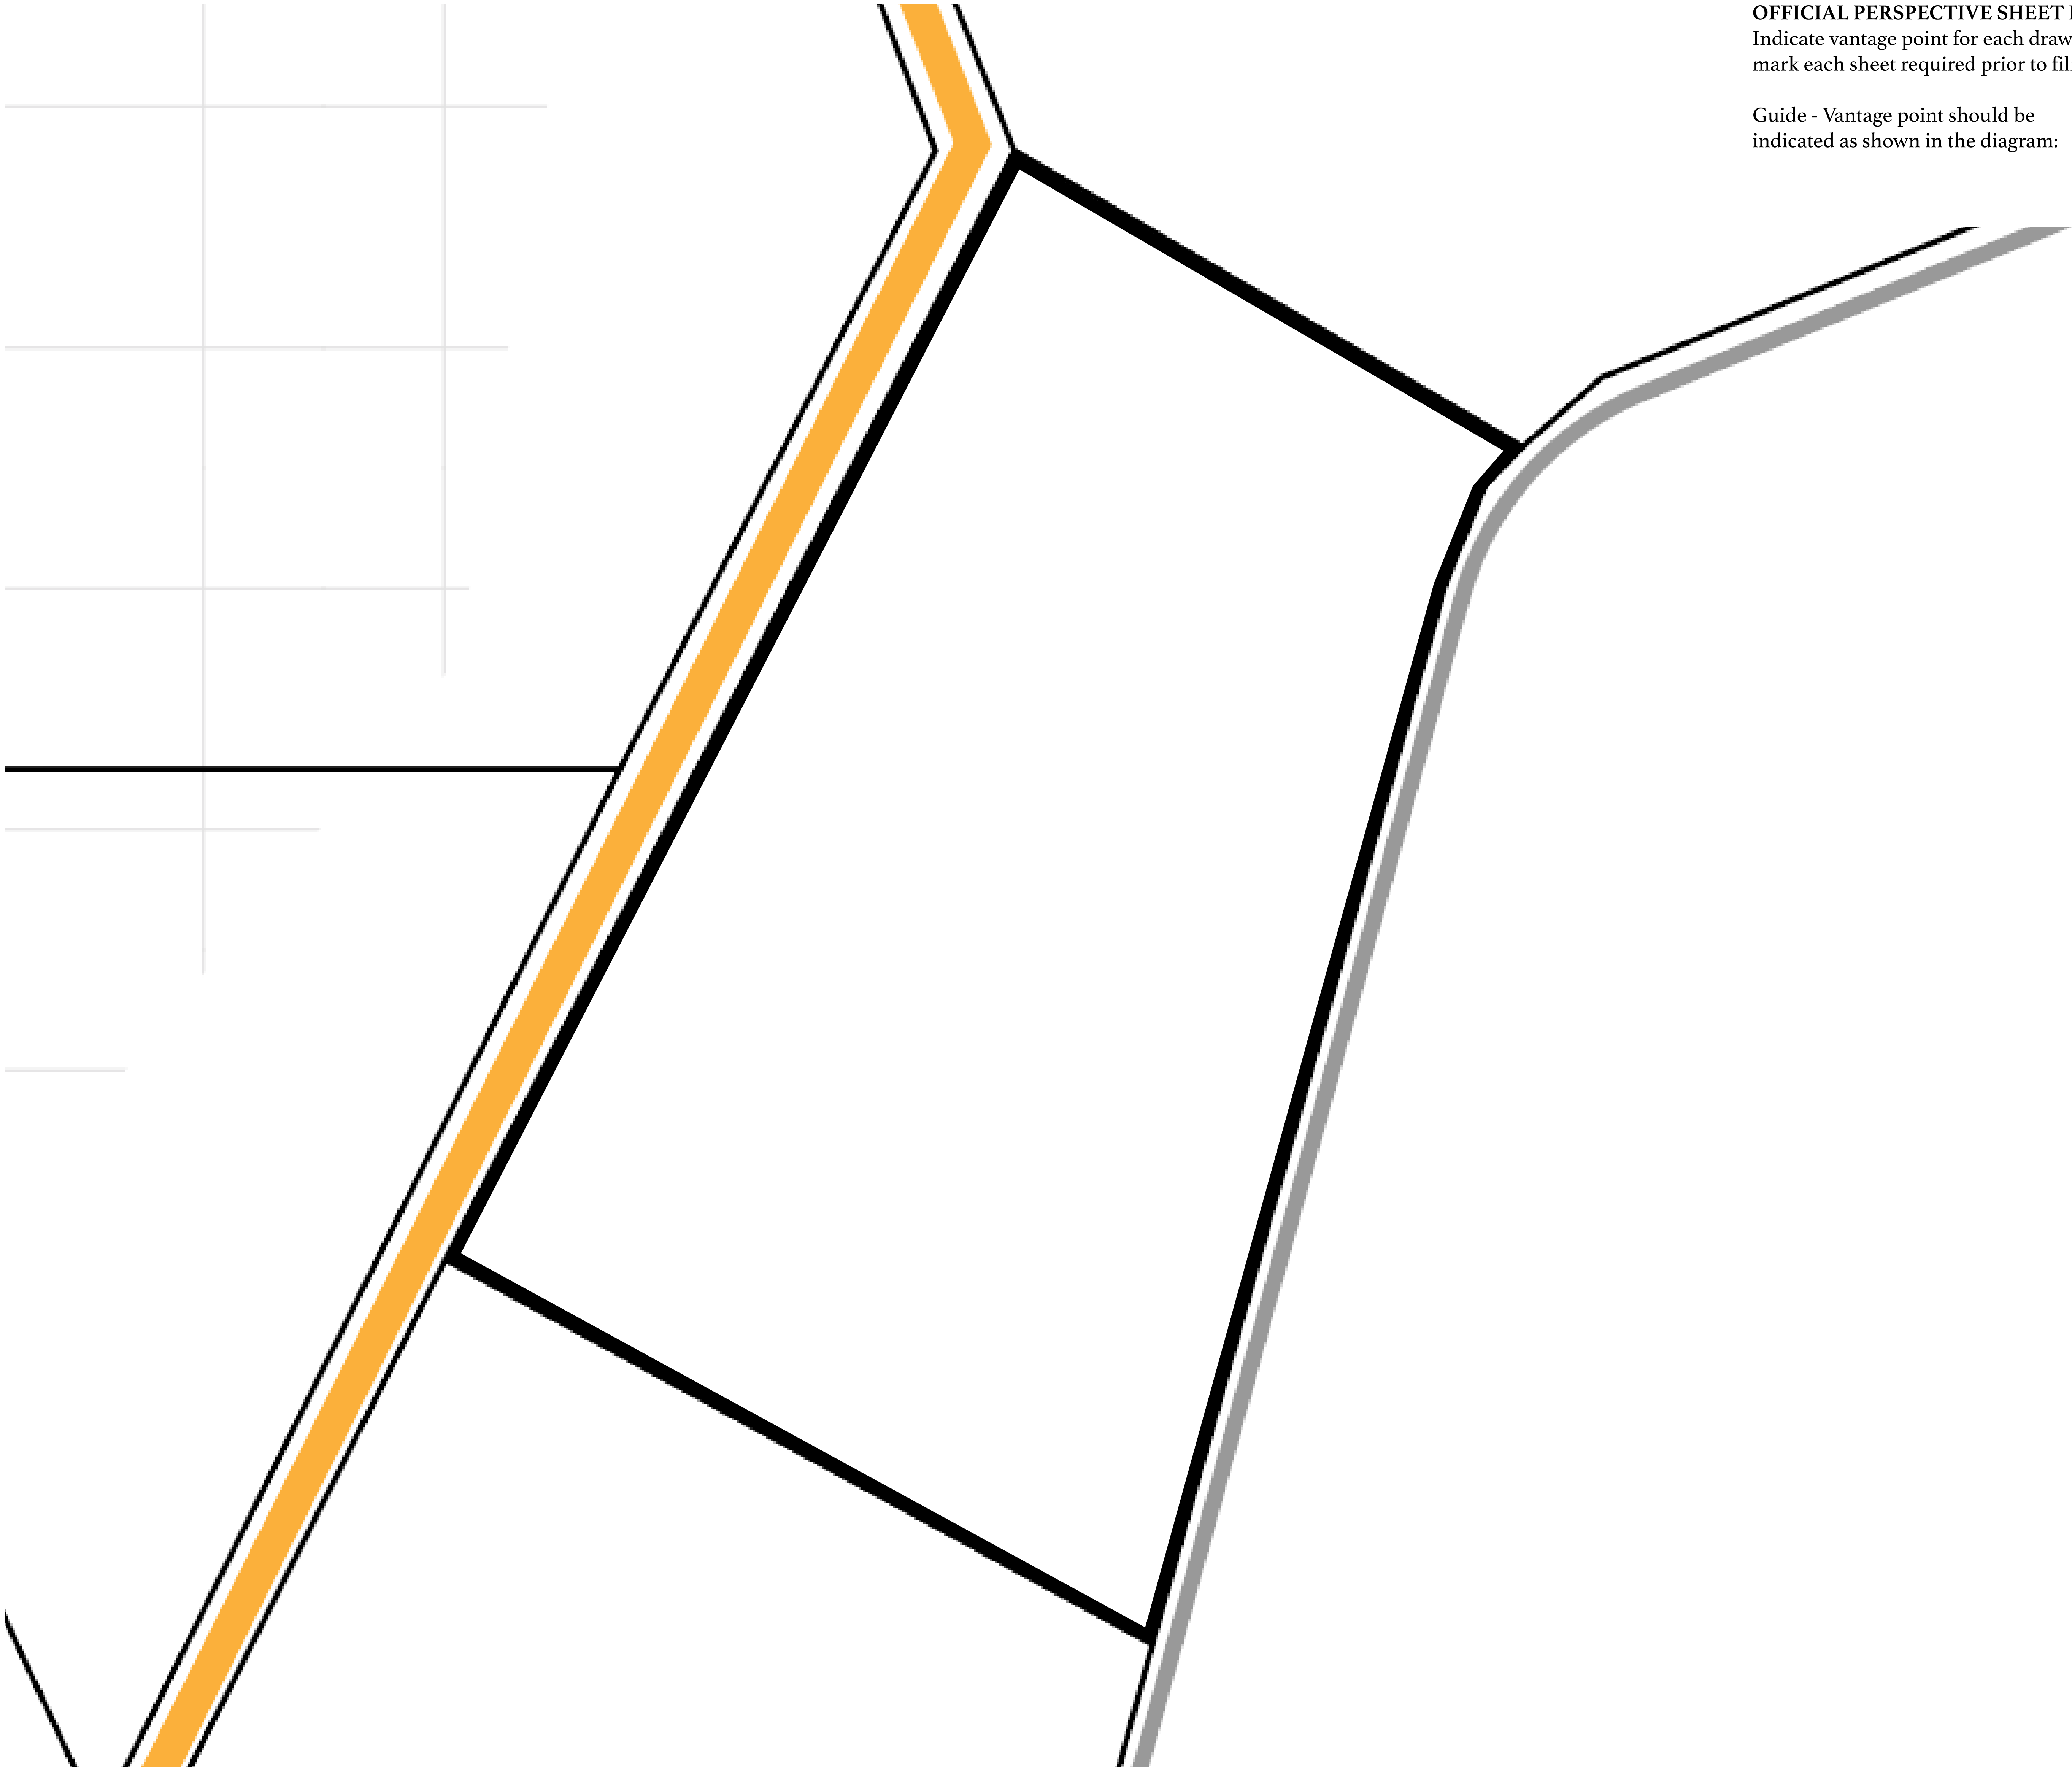 OFFICIAL PERSPECTIVE SHEET
Indicate vantage point for each
mark each sheet required prior to
Guide - Vantage point should be
indicated as shown in the diagram: